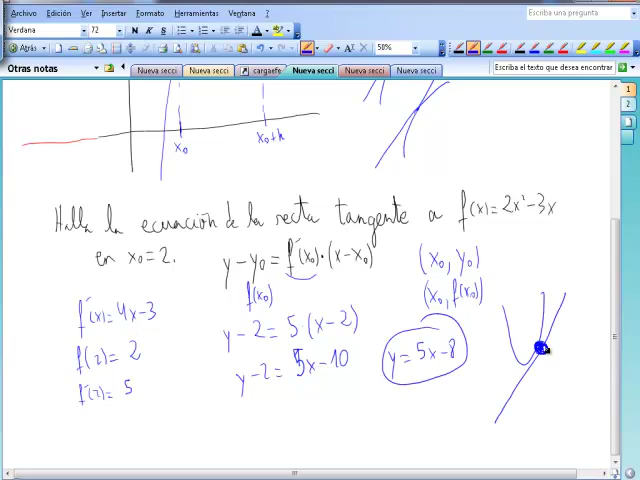 Archivo Edición Ver Insertar Formato Herramientas Ventana ?
Escriba una pregunta
Verdana 72 N
Atrás 50%
Otras notas Nueva secci Nueva secci cargaefe Nueva secci Nueva secci Nueva secci Escriba el texto que desea encontrar
1
2
x₀ x₀+h
Halla la ecuación de la recta tangente a f(x)=2x²-3x
en x₀=2. y-y₀=f'(x₀)·(x-x₀) (x₀, y₀)
f(x₀) (x₀, f(x₀))
f'(x)=4x-3
y-2=5·(x-2)
f(2)=2 y=5x-8
y-2=5x-10
f'(2)=5